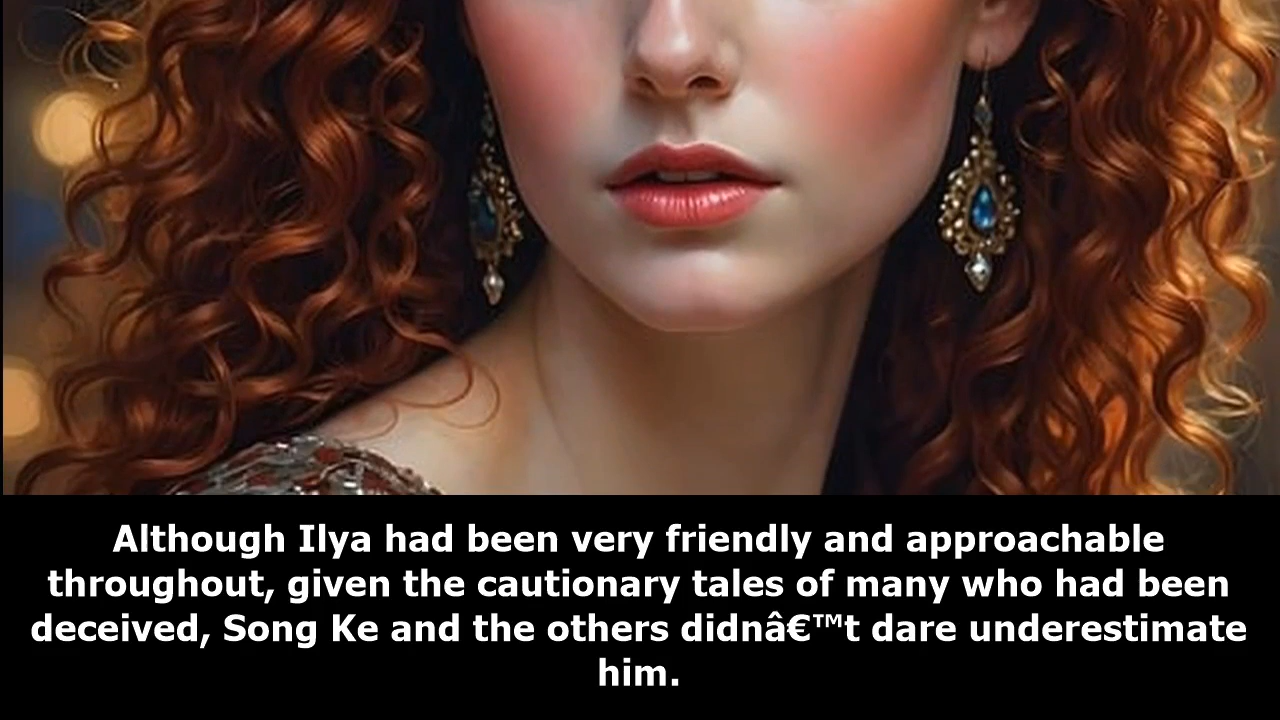 Although Ilya had been very friendly and approachable
throughout, given the cautionary tales of many who had been
deceived, Song Ke and the others didnâ€™t dare underestimate
him.